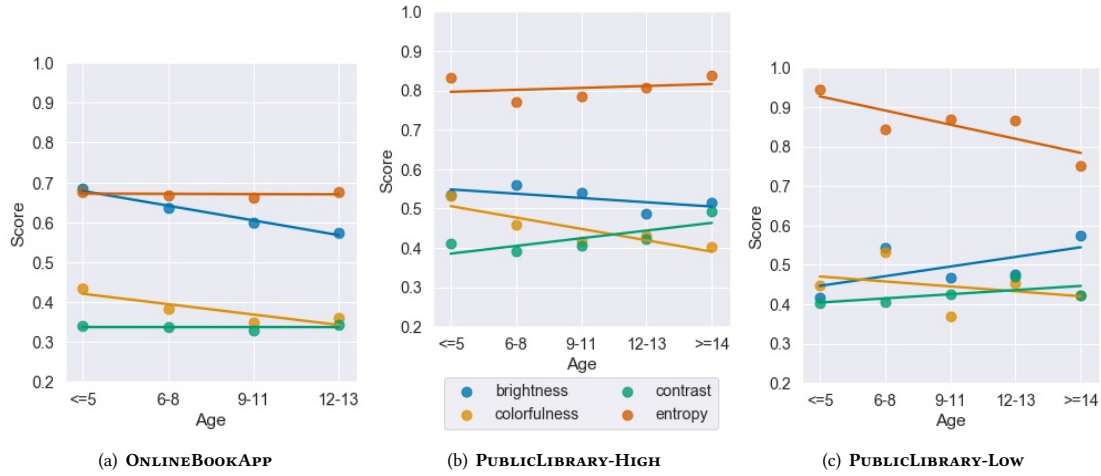 1.0
0.9
0.8
0.7
0.6
0.5
0.4
0.3
0.2
Score
<=5 6-8 9-11 12-13
Age
(a) OnlineBookApp
1.0
0.9
0.8
0.7
0.6
0.5
0.4
0.3
0.2
Score
<=5 6-8 9-11 12-13 >=14
Age
brightness contrast
colorfulness entropy
(b) PublicLibrary-High
1.0
0.9
0.8
0.7
0.6
0.5
0.4
0.3
0.2
Score
<=5 6-8 9-11 12-13 >=14
Age
(c) PublicLibrary-Low